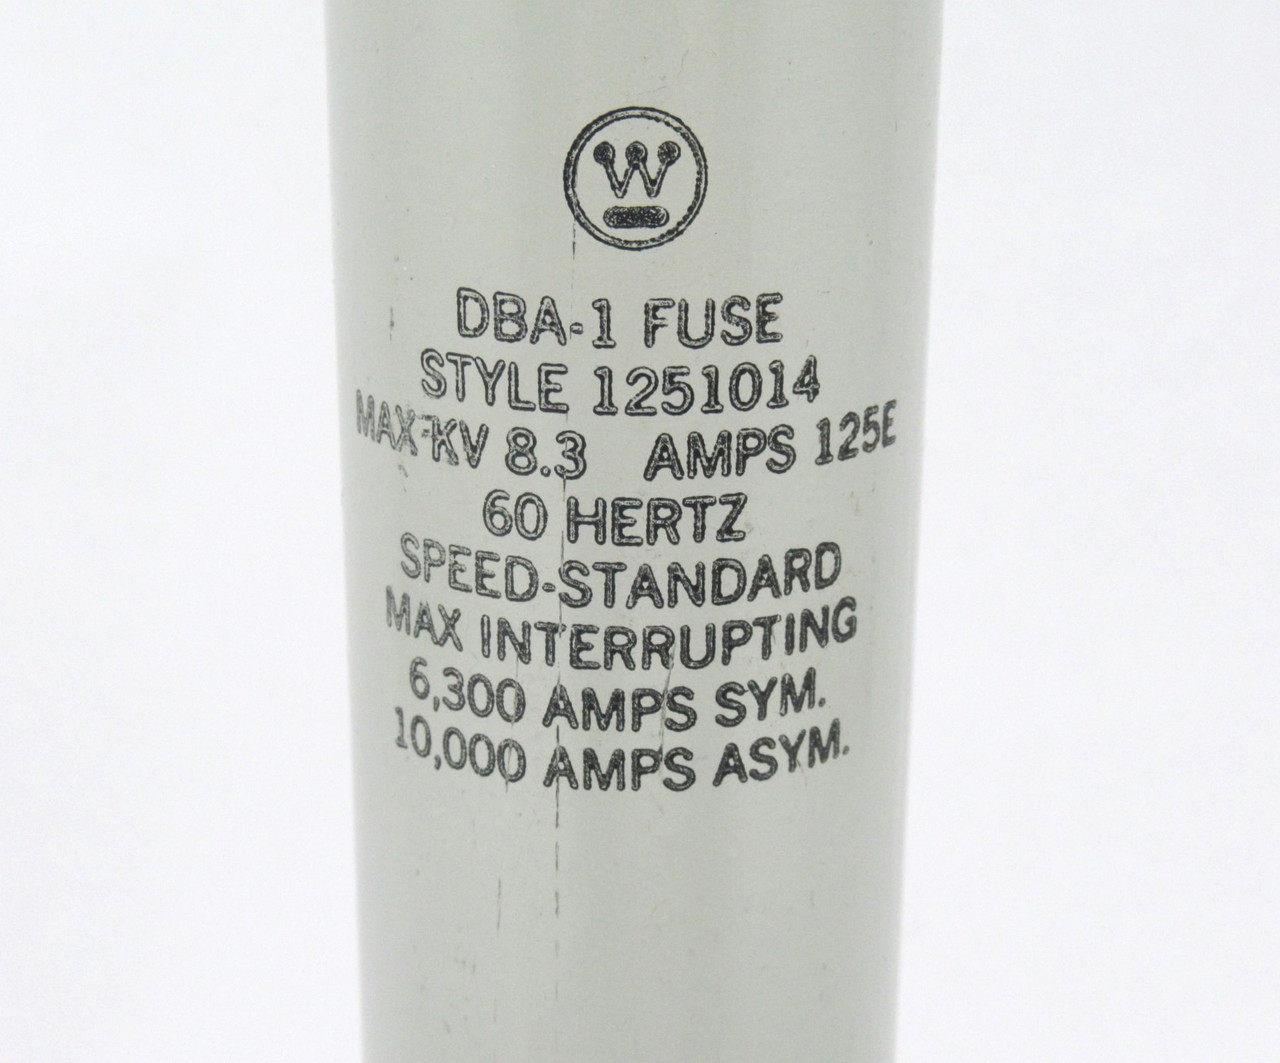 W
DBA-1 FUSE
STYLE 1251014
MAX KV 8.3 AMPS 125E
60 HERTZ
SPEED-STANDARD
MAX INTERRUPTING
6,300 AMPS SYM.
10,000 AMPS ASYM.